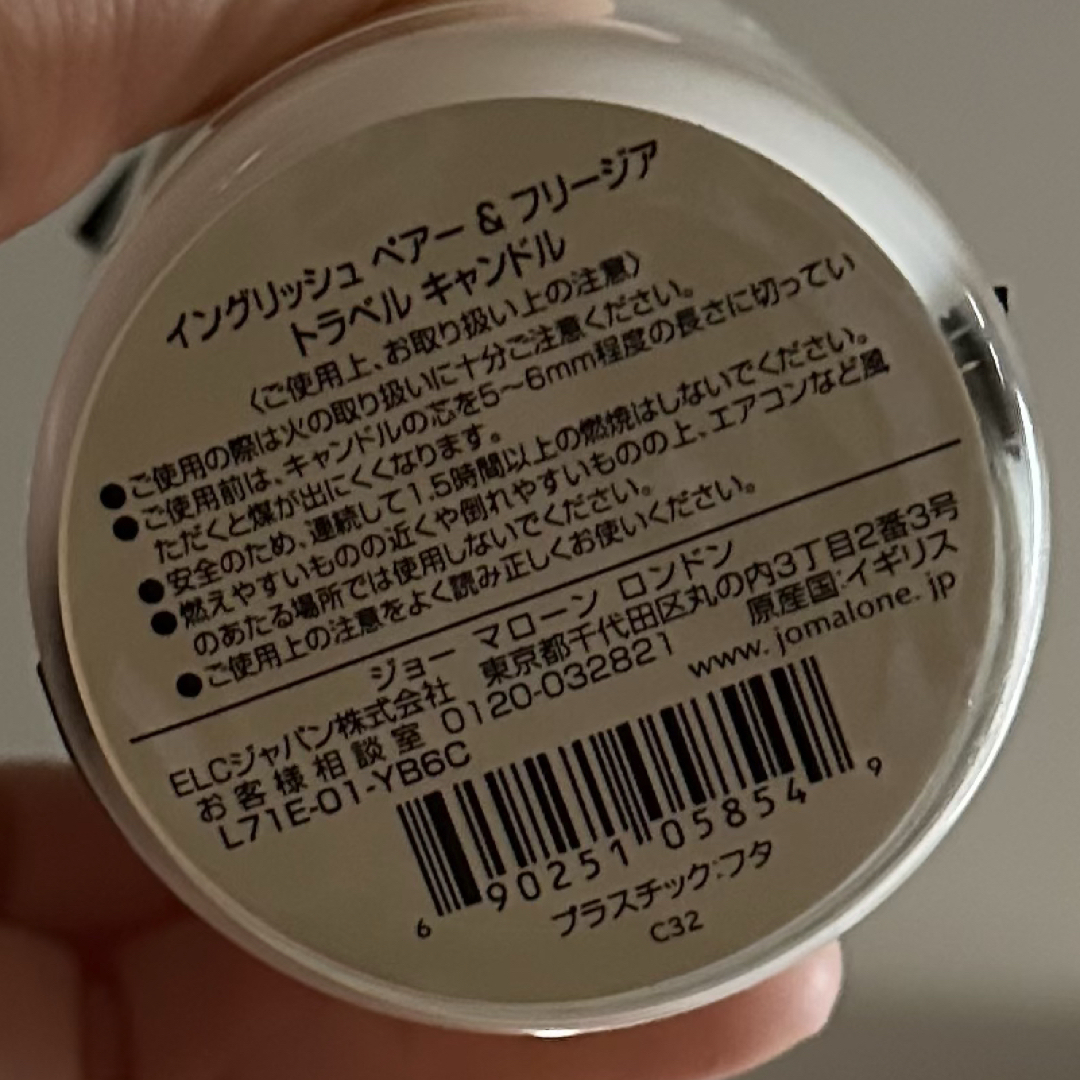 イングリッシュ ペアー & フリージア
トラベル キャンドル
〈ご使用上、お取り扱い上の注意〉
●ご使用の際は火の取り扱いに十分ご注意ください。
●ご使用前は、キャンドルの芯を5～6mm程度の長さに切ってい
ただくと煤が出にくくなります。
●安全のため、連続して1.5時間以上の燃焼はしないでください。
●燃えやすいものの近くや倒れやすいものの上、エアコンなど風
のあたる場所では使用しないでください。
●ご使用上の注意をよく読み正しくお使いください。
ジョー マローン ロンドン
ELCジャパン株式会社 東京都千代田区丸の内3丁目2番3号
お客様相談室 0120-032821 原産国:イギリス
L71E-01-YB6C www.jomalone.jp
6 90251 05854 9
プラスチック:フタ
C32